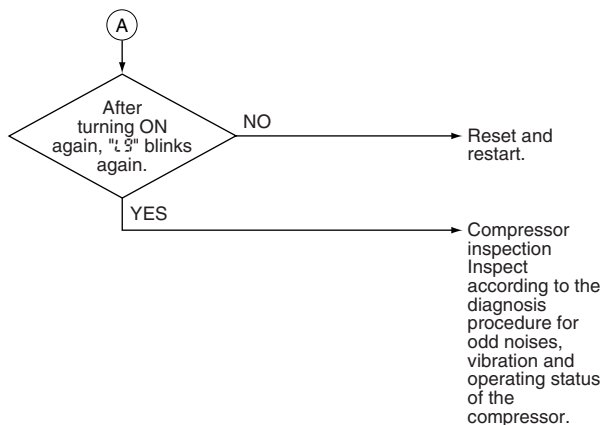 A
After
turning ON
again, "L9" blinks
again.
NO
Reset and
restart.
YES
Compressor
inspection
Inspect
according to the
diagnosis
procedure for
odd noises,
vibration and
operating status
of the
compressor.